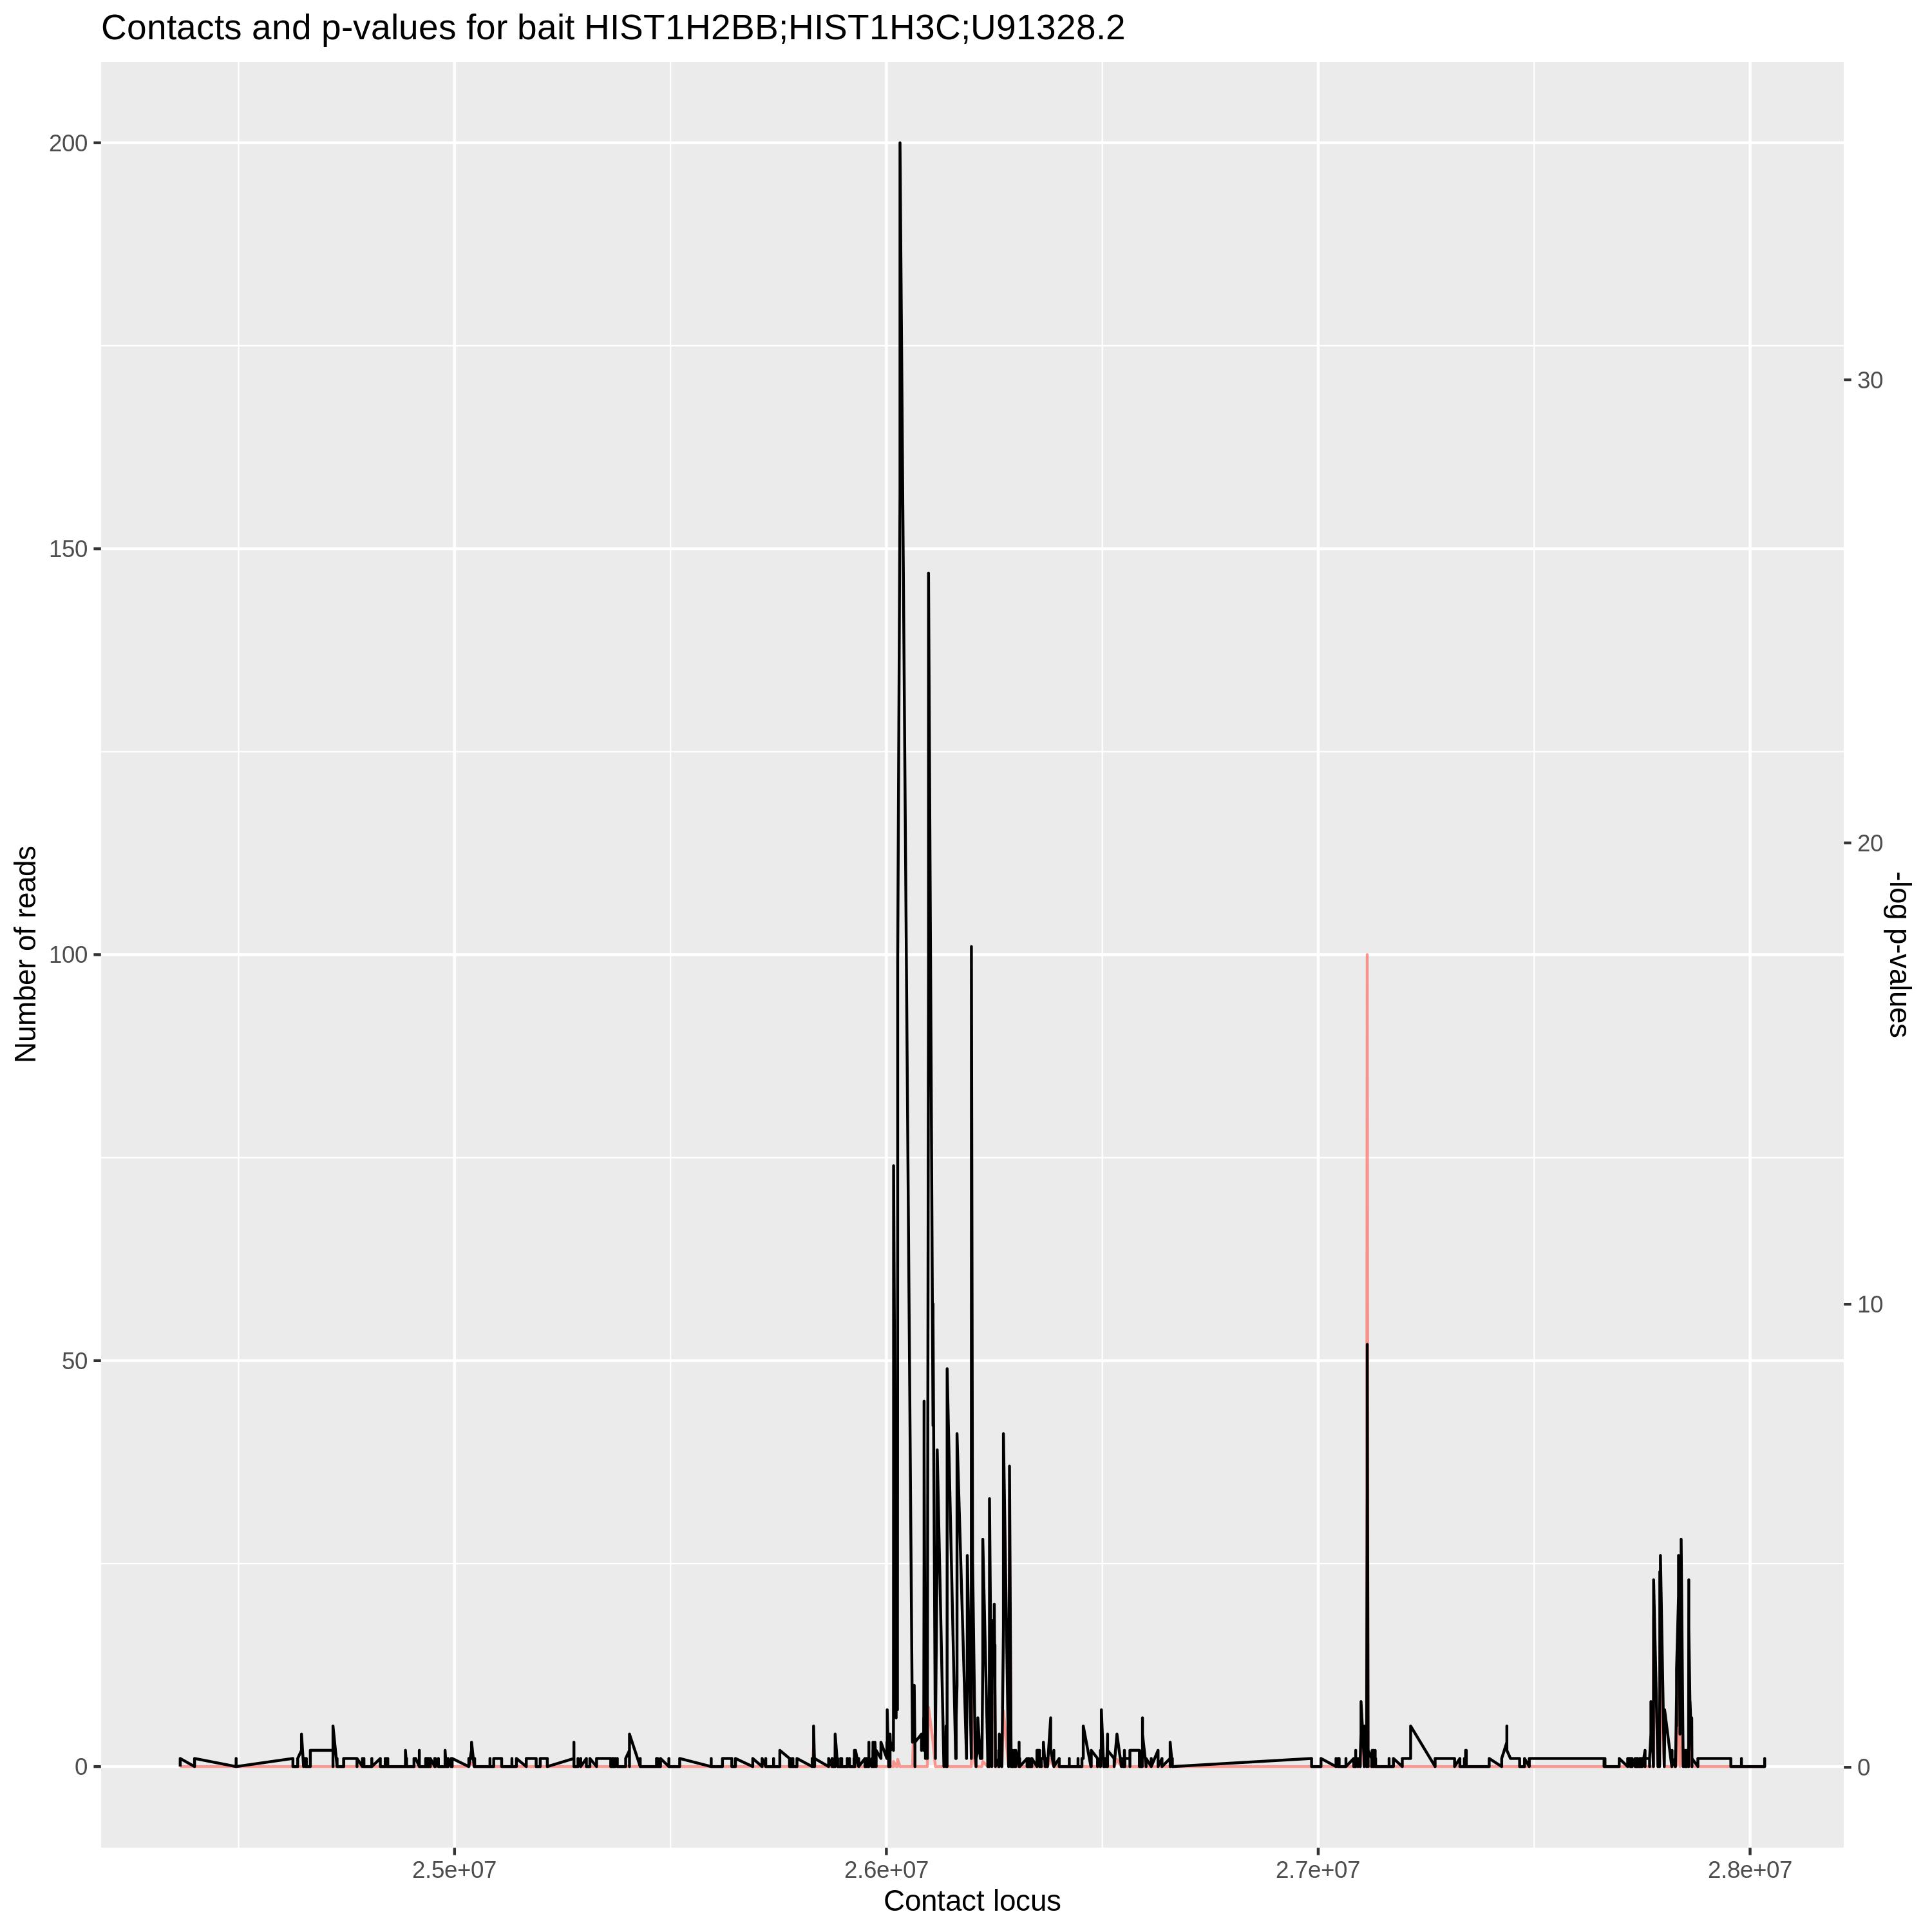 Contacts and p-values for bait HIST1H2BB;HIST1H3C;U91328.2
200
150
100
50
0
Number of reads
30
20
10
0
-log p-values
2.5e+07
2.6e+07
2.7e+07
2.8e+07
Contact locus